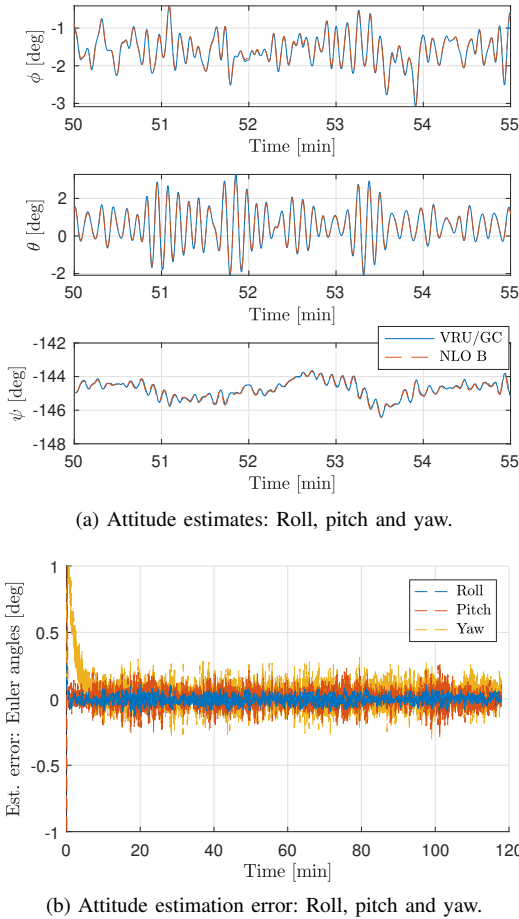 -1
-2
-3
ϕ [deg]
50 51 52 53 54 55
Time [min]
2
0
-2
θ [deg]
50 51 52 53 54 55
Time [min]
-142
-144
-146
-148
ψ [deg]
VRU/GC
NLO B
50 51 52 53 54 55
Time [min]
(a) Attitude estimates: Roll, pitch and yaw.
1
0.5
0
-0.5
-1
Est. error: Euler angles [deg]
Roll
Pitch
Yaw
0 20 40 60 80 100 120
Time [min]
(b) Attitude estimation error: Roll, pitch and yaw.